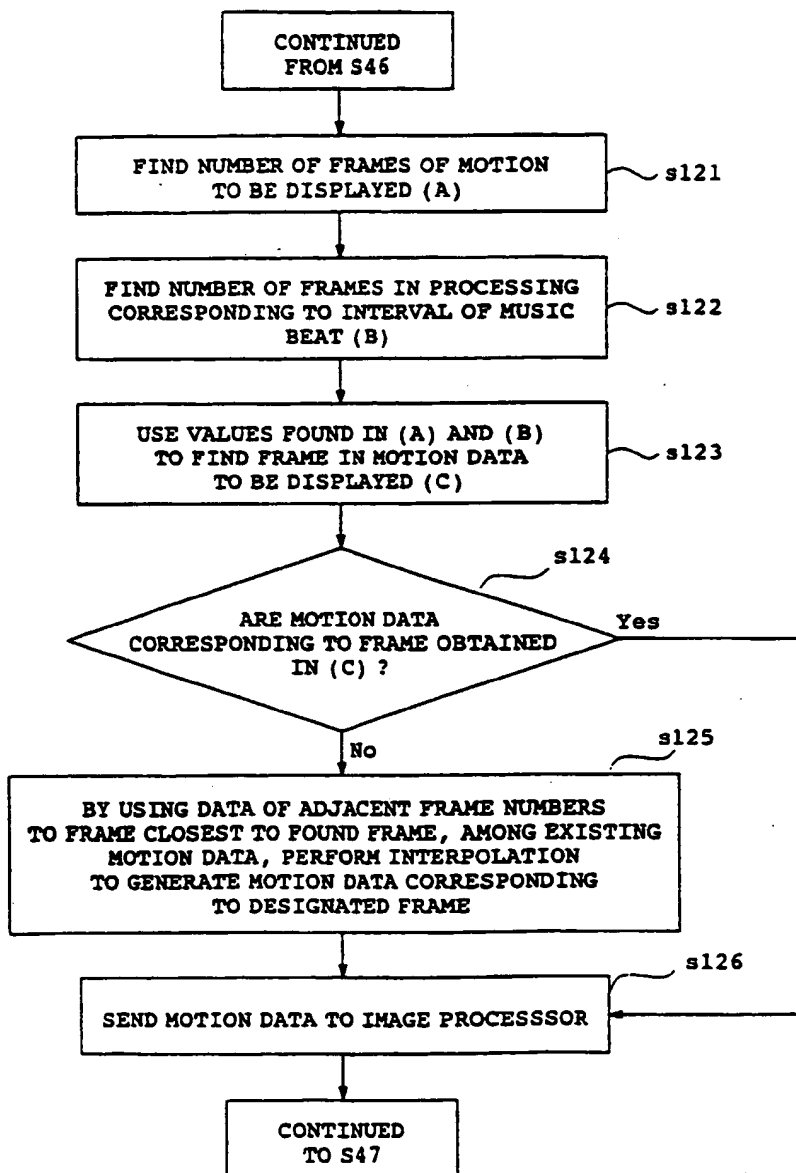 CONTINUED
FROM S46
FIND NUMBER OF FRAMES OF MOTION
TO BE DISPLAYED (A)
s121
FIND NUMBER OF FRAMES IN PROCESSING
CORRESPONDING TO INTERVAL OF MUSIC
BEAT (B)
s122
USE VALUES FOUND IN (A) AND (B)
TO FIND FRAME IN MOTION DATA
TO BE DISPLAYED (C)
s123
s124
ARE MOTION DATA
CORRESPONDING TO FRAME OBTAINED
IN (C) ?
Yes
No
s125
BY USING DATA OF ADJACENT FRAME NUMBERS
TO FRAME CLOSEST TO FOUND FRAME, AMONG EXISTING
MOTION DATA, PERFORM INTERPOLATION
TO GENERATE MOTION DATA CORRESPONDING
TO DESIGNATED FRAME
s126
SEND MOTION DATA TO IMAGE PROCESSSOR
CONTINUED
TO S47